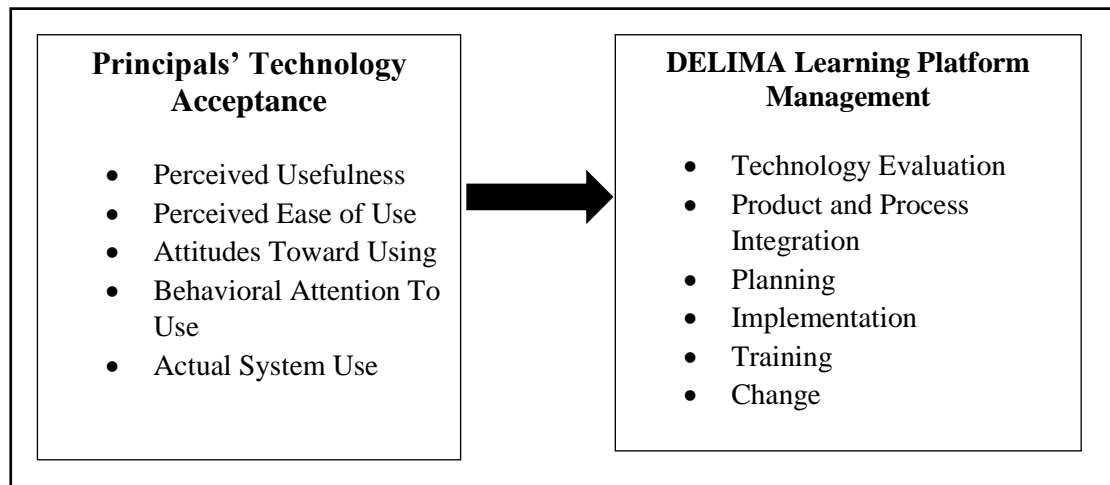 Principals’ Technology
Acceptance
• Perceived Usefulness
• Perceived Ease of Use
• Attitudes Toward Using
• Behavioral Attention To
Use
• Actual System Use
DELIMA Learning Platform
Management
• Technology Evaluation
• Product and Process
Integration
• Planning
• Implementation
• Training
• Change